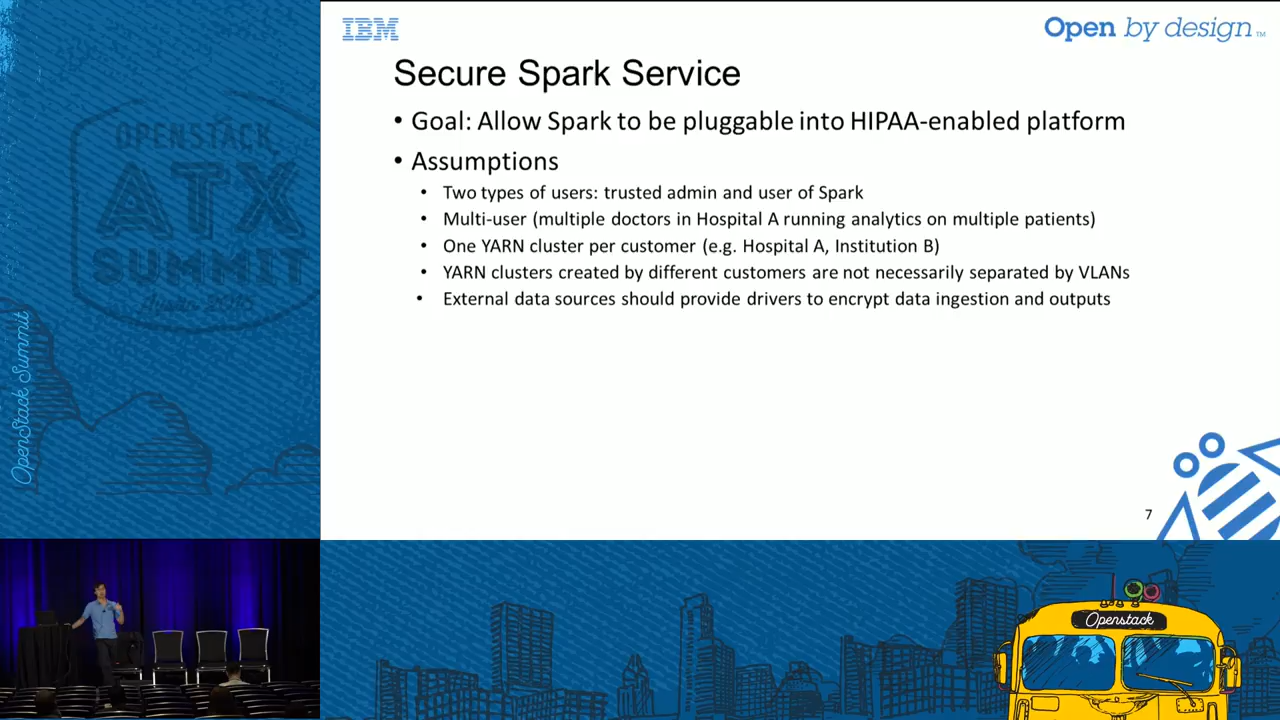 IBM
Open by design™
Secure Spark Service
• Goal: Allow Spark to be pluggable into HIPAA-enabled platform
• Assumptions
• Two types of users: trusted admin and user of Spark
• Multi-user (multiple doctors in Hospital A running analytics on multiple patients)
• One YARN cluster per customer (e.g. Hospital A, Institution B)
• YARN clusters created by different customers are not necessarily separated by VLANs
• External data sources should provide drivers to encrypt data ingestion and outputs
7
OPENSTACK
ATX
SUMMIT
Austin 2016
OpenStack Summit
Openstack